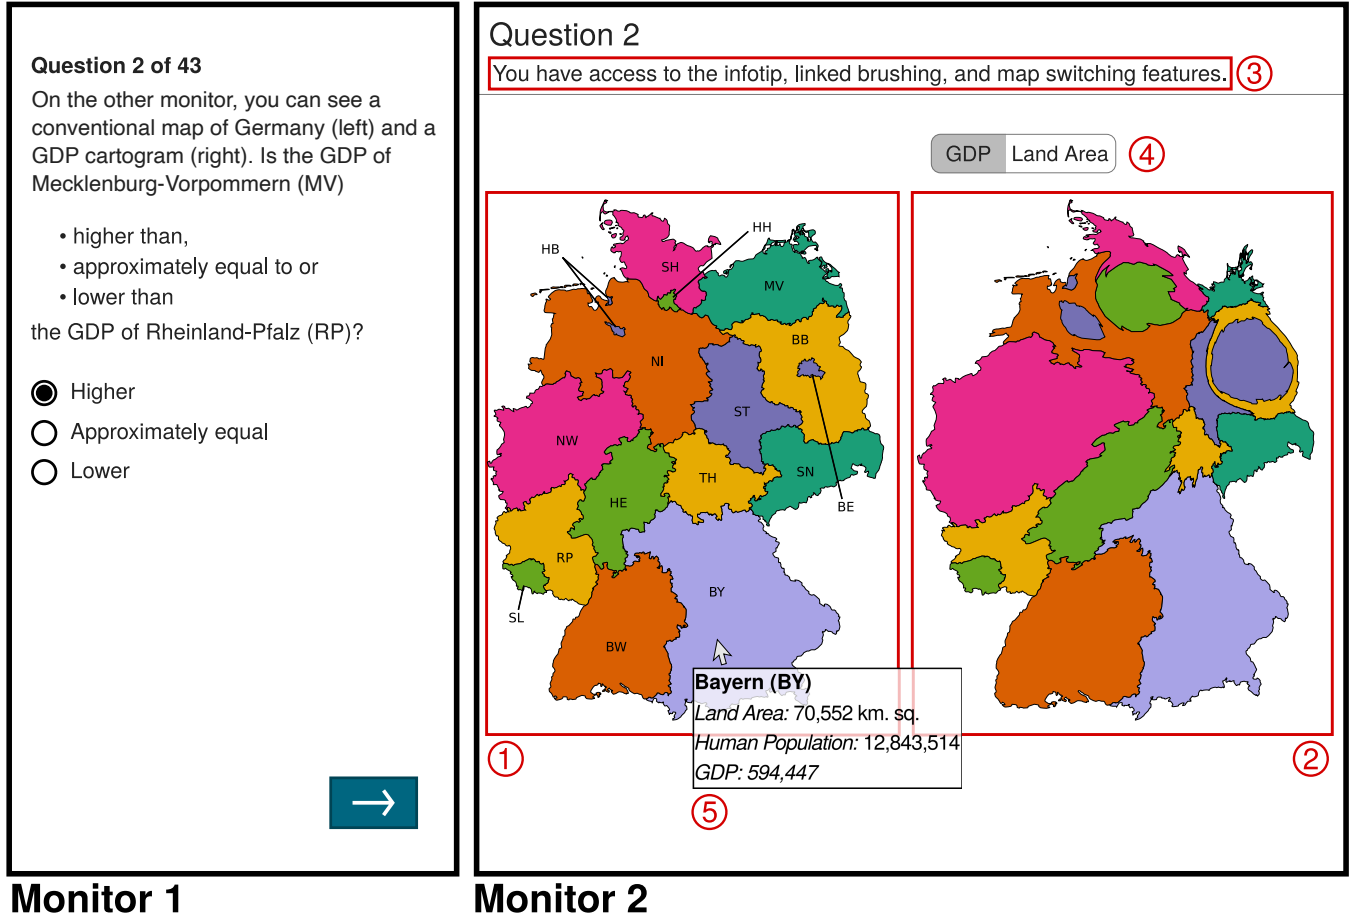 Question 2 of 43
On the other monitor, you can see a
conventional map of Germany (left) and a
GDP cartogram (right). Is the GDP of
Mecklenburg-Vorpommern (MV)
• higher than,
• approximately equal to or
• lower than
the GDP of Rheinland-Pfalz (RP)?
Higher
Approximately equal
Lower
→
Monitor 1
Question 2
You have access to the infotip, linked brushing, and map switching features.
3
GDP
Land Area
4
HB
HH
SH
MV
BB
NI
ST
NW
SN
TH
HE
BE
RP
BY
SL
BW
Bayern (BY)
Land Area: 70,552 km. sq.
Human Population: 12,843,514
GDP: 594,447
1
2
5
Monitor 2